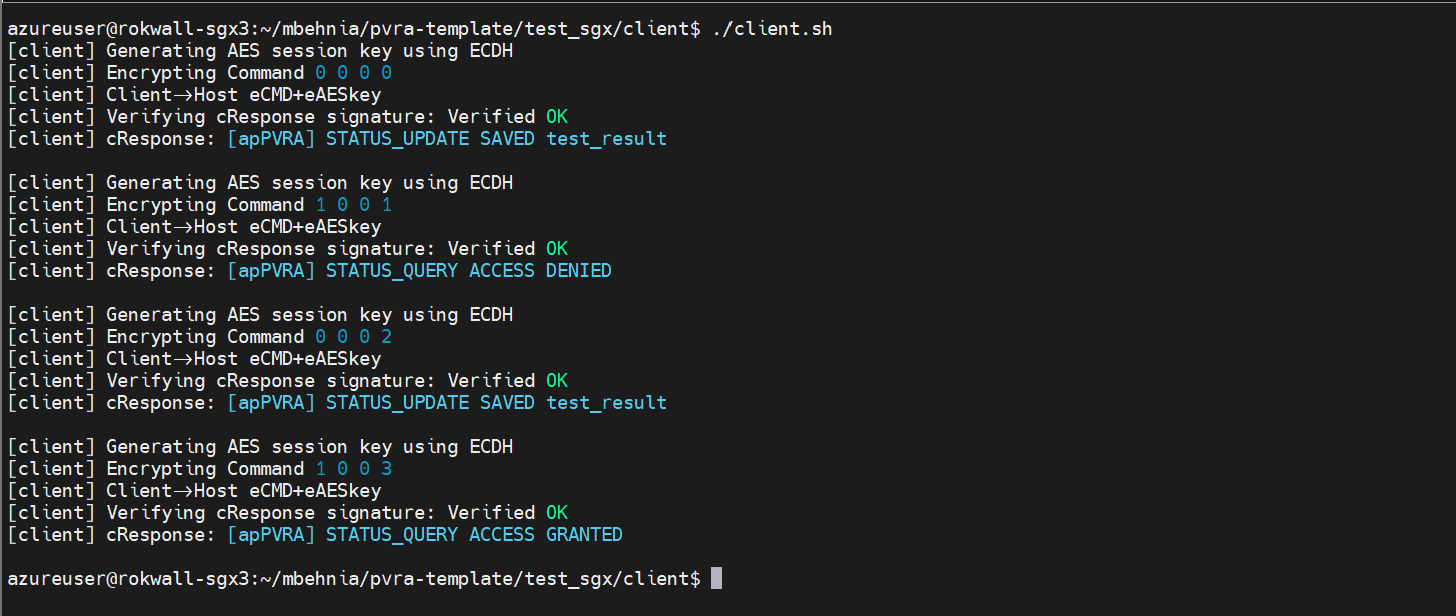 azureuser@rokwall-sgx3:~/mbehnia/pvra-template/test_sgx/client$ ./client.sh
[client] Generating AES session key using ECDH
[client] Encrypting Command 0 0 0 0
[client] Client→Host eCMD+eAESkey
[client] Verifying cResponse signature: Verified OK
[client] cResponse: [apPVRA] STATUS_UPDATE SAVED test_result
[client] Generating AES session key using ECDH
[client] Encrypting Command 1 0 0 1
[client] Client→Host eCMD+eAESkey
[client] Verifying cResponse signature: Verified OK
[client] cResponse: [apPVRA] STATUS_QUERY ACCESS DENIED
[client] Generating AES session key using ECDH
[client] Encrypting Command 0 0 0 2
[client] Client→Host eCMD+eAESkey
[client] Verifying cResponse signature: Verified OK
[client] cResponse: [apPVRA] STATUS_UPDATE SAVED test_result
[client] Generating AES session key using ECDH
[client] Encrypting Command 1 0 0 3
[client] Client→Host eCMD+eAESkey
[client] Verifying cResponse signature: Verified OK
[client] cResponse: [apPVRA] STATUS_QUERY ACCESS GRANTED
azureuser@rokwall-sgx3:~/mbehnia/pvra-template/test_sgx/client$